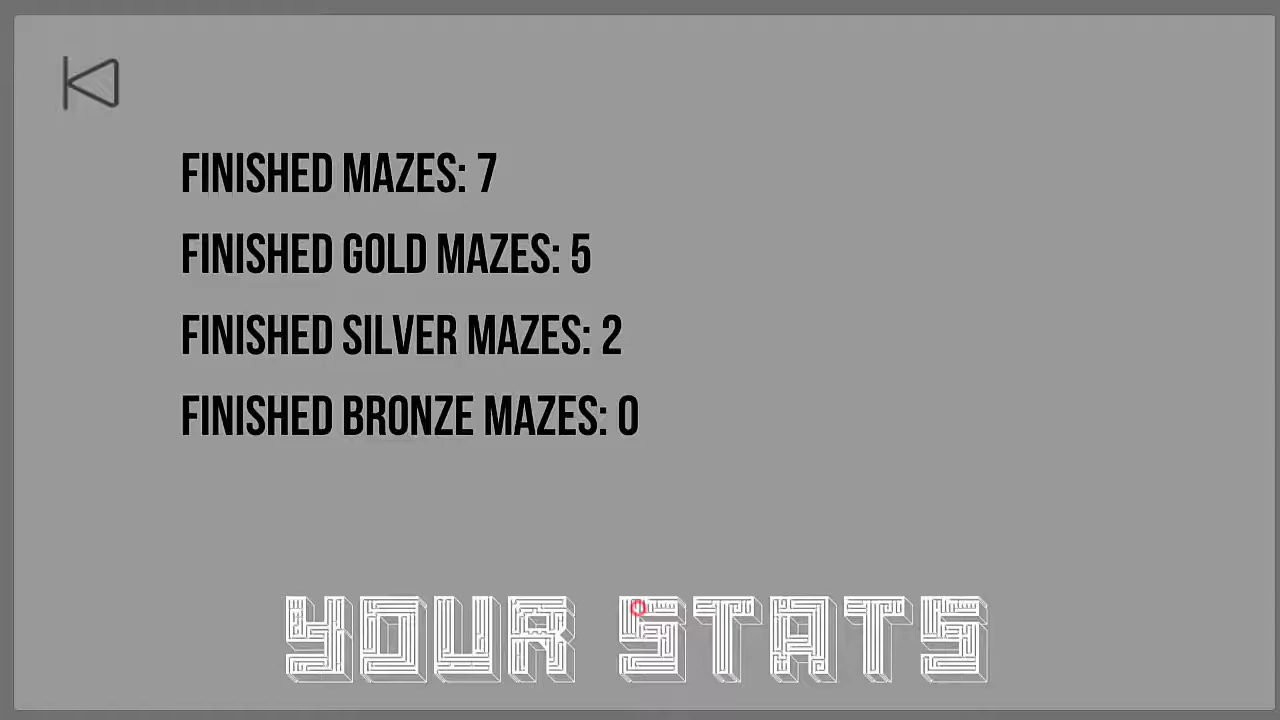 FINISHED MAZES: 7
FINISHED GOLD MAZES: 5
FINISHED SILVER MAZES: 2
FINISHED BRONZE MAZES: 0
YOUR STATS